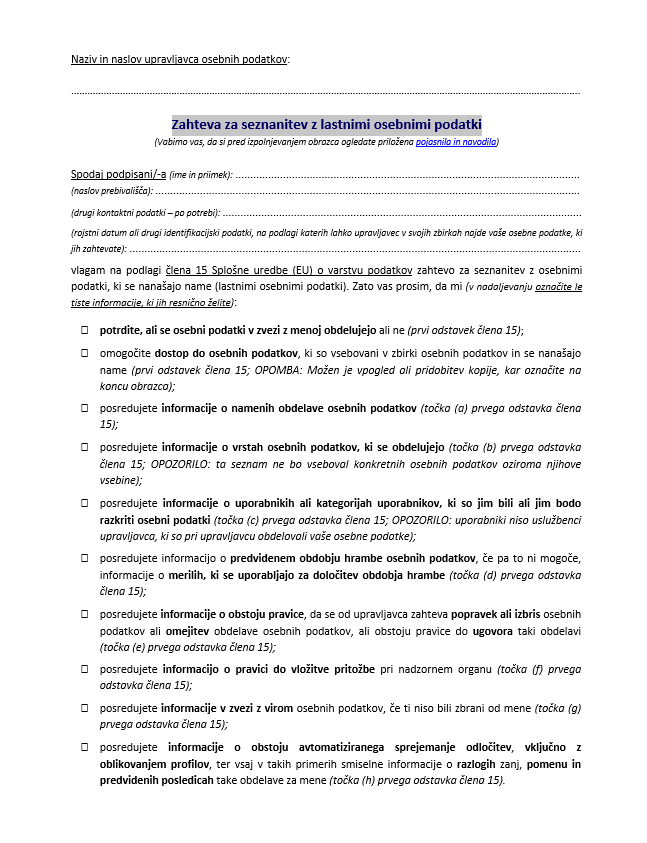 Naziv in naslov upravljavca osebnih podatkov:
................................................................................................................................................................
Zahteva za seznanitev z lastnimi osebnimi podatki
(Vabimo vas, da si pred izpolnjevanjem obrazca ogledate priložena pojasnila in navodila)
Spodaj podpisani/-a (ime in priimek): ....................................................................................
(naslov prebivališča): ....................................................................................................
(drugi kontaktni podatki – po potrebi): ..................................................................................
(rojstni datum ali drugi identifikacijski podatki, na podlagi katerih lahko upravljavec v svojih zbirkah najde vaše osebne podatke, ki
jih zahtevate): ..........................................................................................................
vlagam na podlagi člena 15 Splošne uredbe (EU) o varstvu podatkov zahtevo za seznanitev z osebnimi
podatki, ki se nanašajo name (lastnimi osebnimi podatki). Zato vas prosim, da mi (v nadaljevanju označite le
tiste informacije, ki jih resnično želite):
☐ potrdite, ali se osebni podatki v zvezi z menoj obdelujejo ali ne (prvi odstavek člena 15);
☐ omogočite dostop do osebnih podatkov, ki so vsebovani v zbirki osebnih podatkov in se nanašajo
name (prvi odstavek člena 15; OPOMBA: Možen je vpogled ali pridobitev kopije, kar označite na
koncu obrazca);
☐ posredujete informacije o namenih obdelave osebnih podatkov (točka (a) prvega odstavka člena
15);
☐ posredujete informacije o vrstah osebnih podatkov, ki se obdelujejo (točka (b) prvega odstavka
člena 15; OPOZORILO: ta seznam ne bo vseboval konkretnih osebnih podatkov oziroma njihove
vsebine);
☐ posredujete informacije o uporabnikih ali kategorijah uporabnikov, ki so jim bili ali jim bodo
razkriti osebni podatki (točka (c) prvega odstavka člena 15; OPOZORILO: uporabniki niso uslužbenci
upravljavca, ki so pri upravljavcu obdelovali vaše osebne podatke);
☐ posredujete informacijo o predvidenem obdobju hrambe osebnih podatkov, če pa to ni mogoče,
informacije o merilih, ki se uporabljajo za določitev obdobja hrambe (točka (d) prvega odstavka
člena 15);
☐ posredujete informacije o obstoju pravice, da se od upravljavca zahteva popravek ali izbris osebnih
podatkov ali omejitev obdelave osebnih podatkov, ali obstoju pravice do ugovora taki obdelavi
(točka (e) prvega odstavka člena 15);
☐ posredujete informacijo o pravici do vložitve pritožbe pri nadzornem organu (točka (f) prvega
odstavka člena 15);
☐ posredujete informacije v zvezi z virom osebnih podatkov, če ti niso bili zbrani od mene (točka (g)
prvega odstavka člena 15);
☐ posredujete informacije o obstoju avtomatiziranega sprejemanje odločitev, vključno z
oblikovanjem profilov, ter vsaj v takih primerih smiselne informacije o razlogih zanj, pomenu in
predvidenih posledicah take obdelave za mene (točka (h) prvega odstavka člena 15).